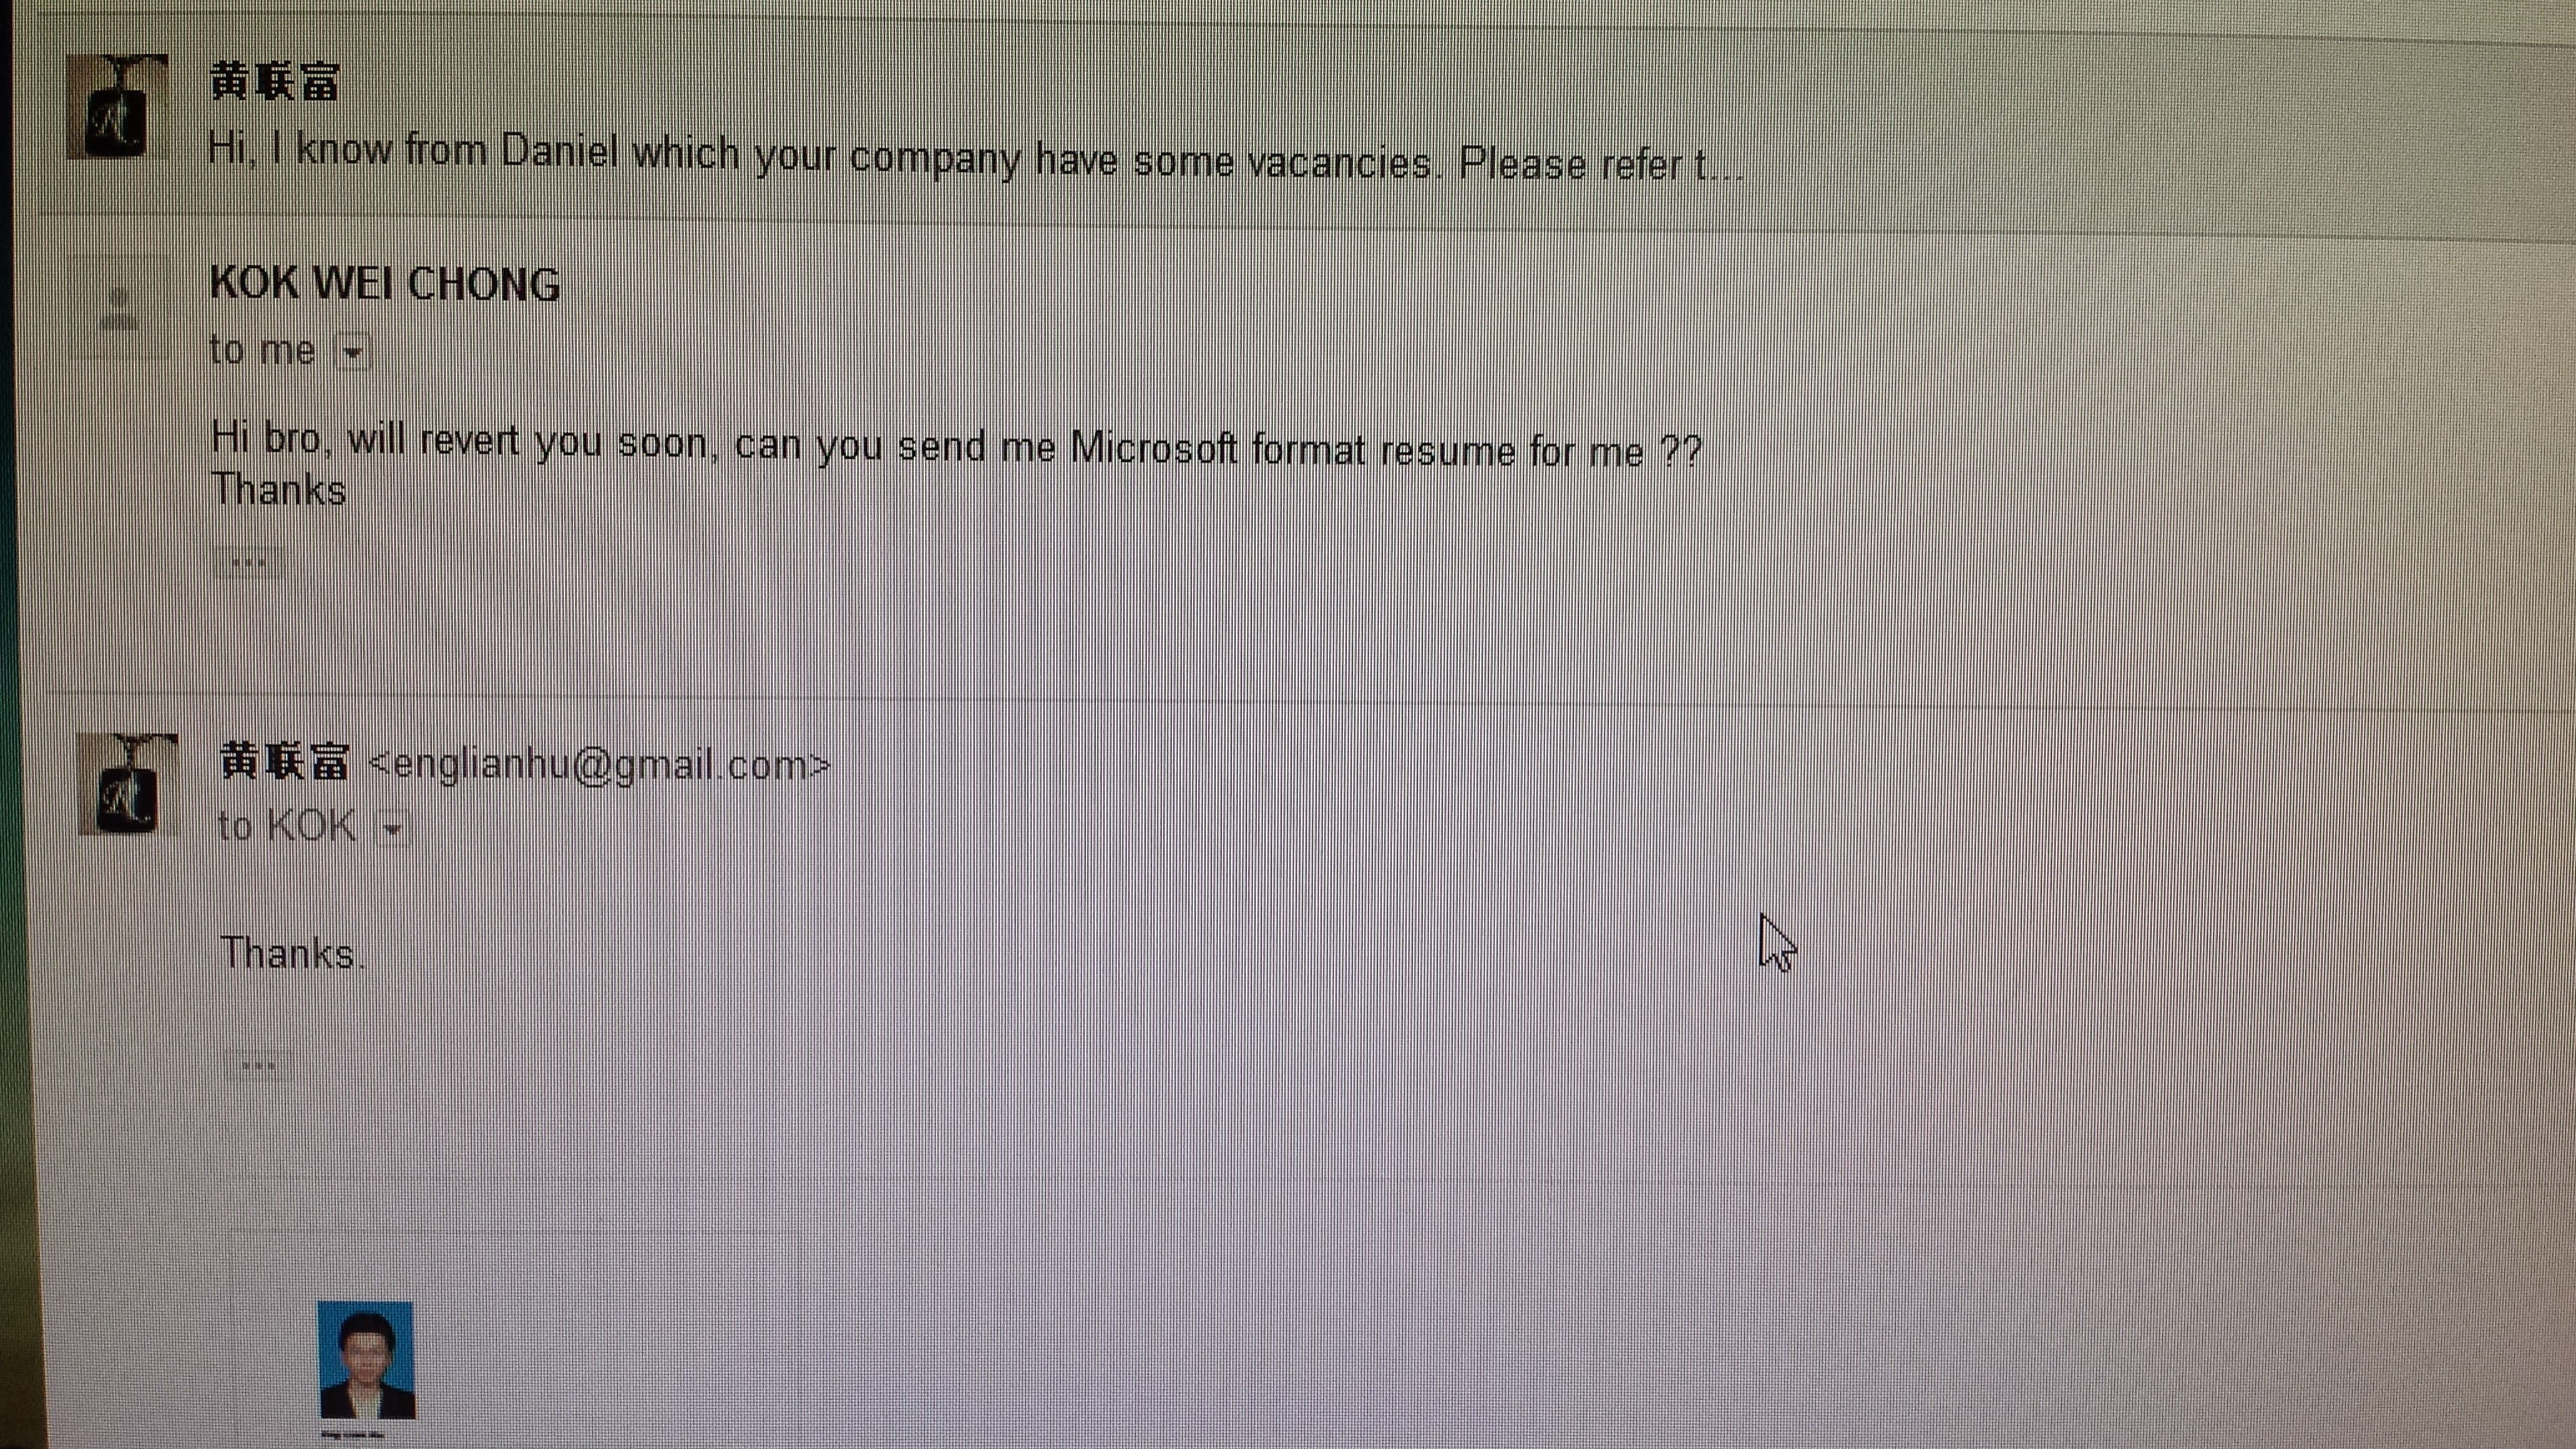 黄联富
Hi, I know from Daniel which your company have some vacancies. Please refer t...
KOK WEI CHONG
to me
Hi bro, will revert you soon, can you send me Microsoft format resume for me ??
Thanks
...
黄联富 <englianhu@gmail.com>
to KOK
Thanks.
...